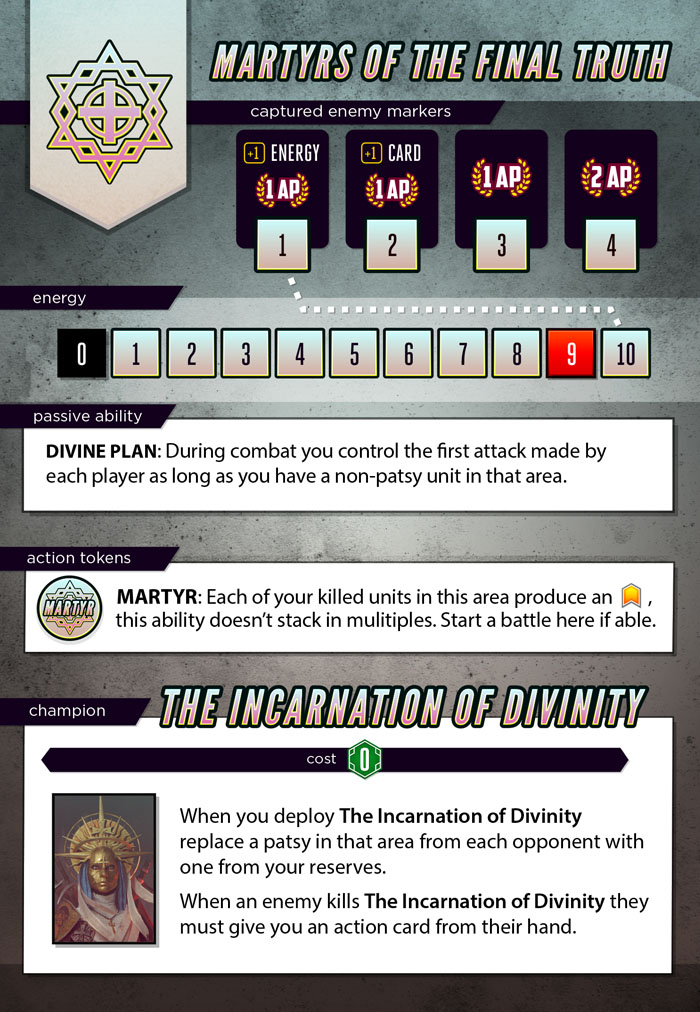 MARTYRS OF THE FINAL TRUTH
captured enemy markers
+1 ENERGY
+1 CARD
1 AP
1 AP
1 AP
2 AP
1
2
3
4
energy
0
1
2
3
4
5
6
7
8
9
10
passive ability
DIVINE PLAN: During combat you control the first attack made by
each player as long as you have a non-patsy unit in that area.
action tokens
MARTYR
MARTYR: Each of your killed units in this area produce an ,
this ability doesn’t stack in mulitiples. Start a battle here if able.
champion
THE INCARNATION OF DIVINITY
cost 0
When you deploy The Incarnation of Divinity
replace a patsy in that area from each opponent with
one from your reserves.
When an enemy kills The Incarnation of Divinity they
must give you an action card from their hand.